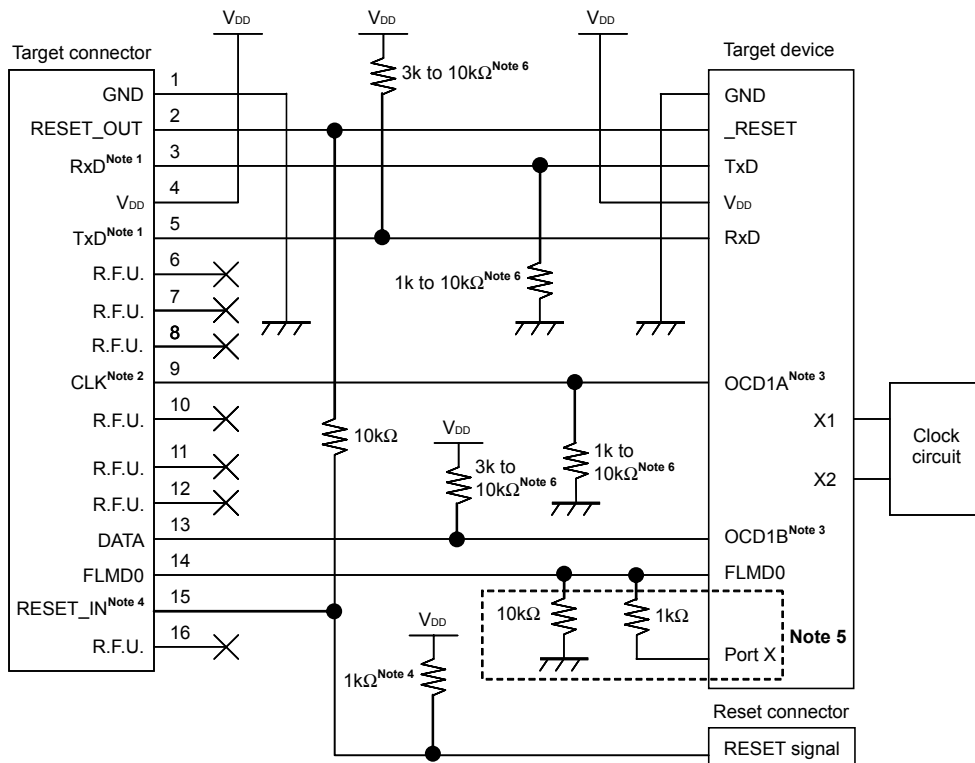 VDD
VDD
VDD
Target connector
Target device
3k to 10kΩNote 6
1
GND
GND
2
RESET_OUT
_RESET
3
RxDNote 1
TxD
4
VDD
VDD
5
TxDNote 1
RxD
6
R.F.U.
1k to 10kΩNote 6
7
R.F.U.
8
R.F.U.
9
CLKNote 2
OCD1ANote 3
10
R.F.U.
10kΩ
VDD
X1
Clock
circuit
3k to
10kΩNote 6
1k to
10kΩNote 6
11
R.F.U.
X2
12
R.F.U.
13
DATA
OCD1BNote 3
14
FLMD0
FLMD0
15
RESET_INNote 4
10kΩ
1kΩ
Note 5
VDD
16
R.F.U.
Port X
1kΩNote 4
Reset connector
RESET signal